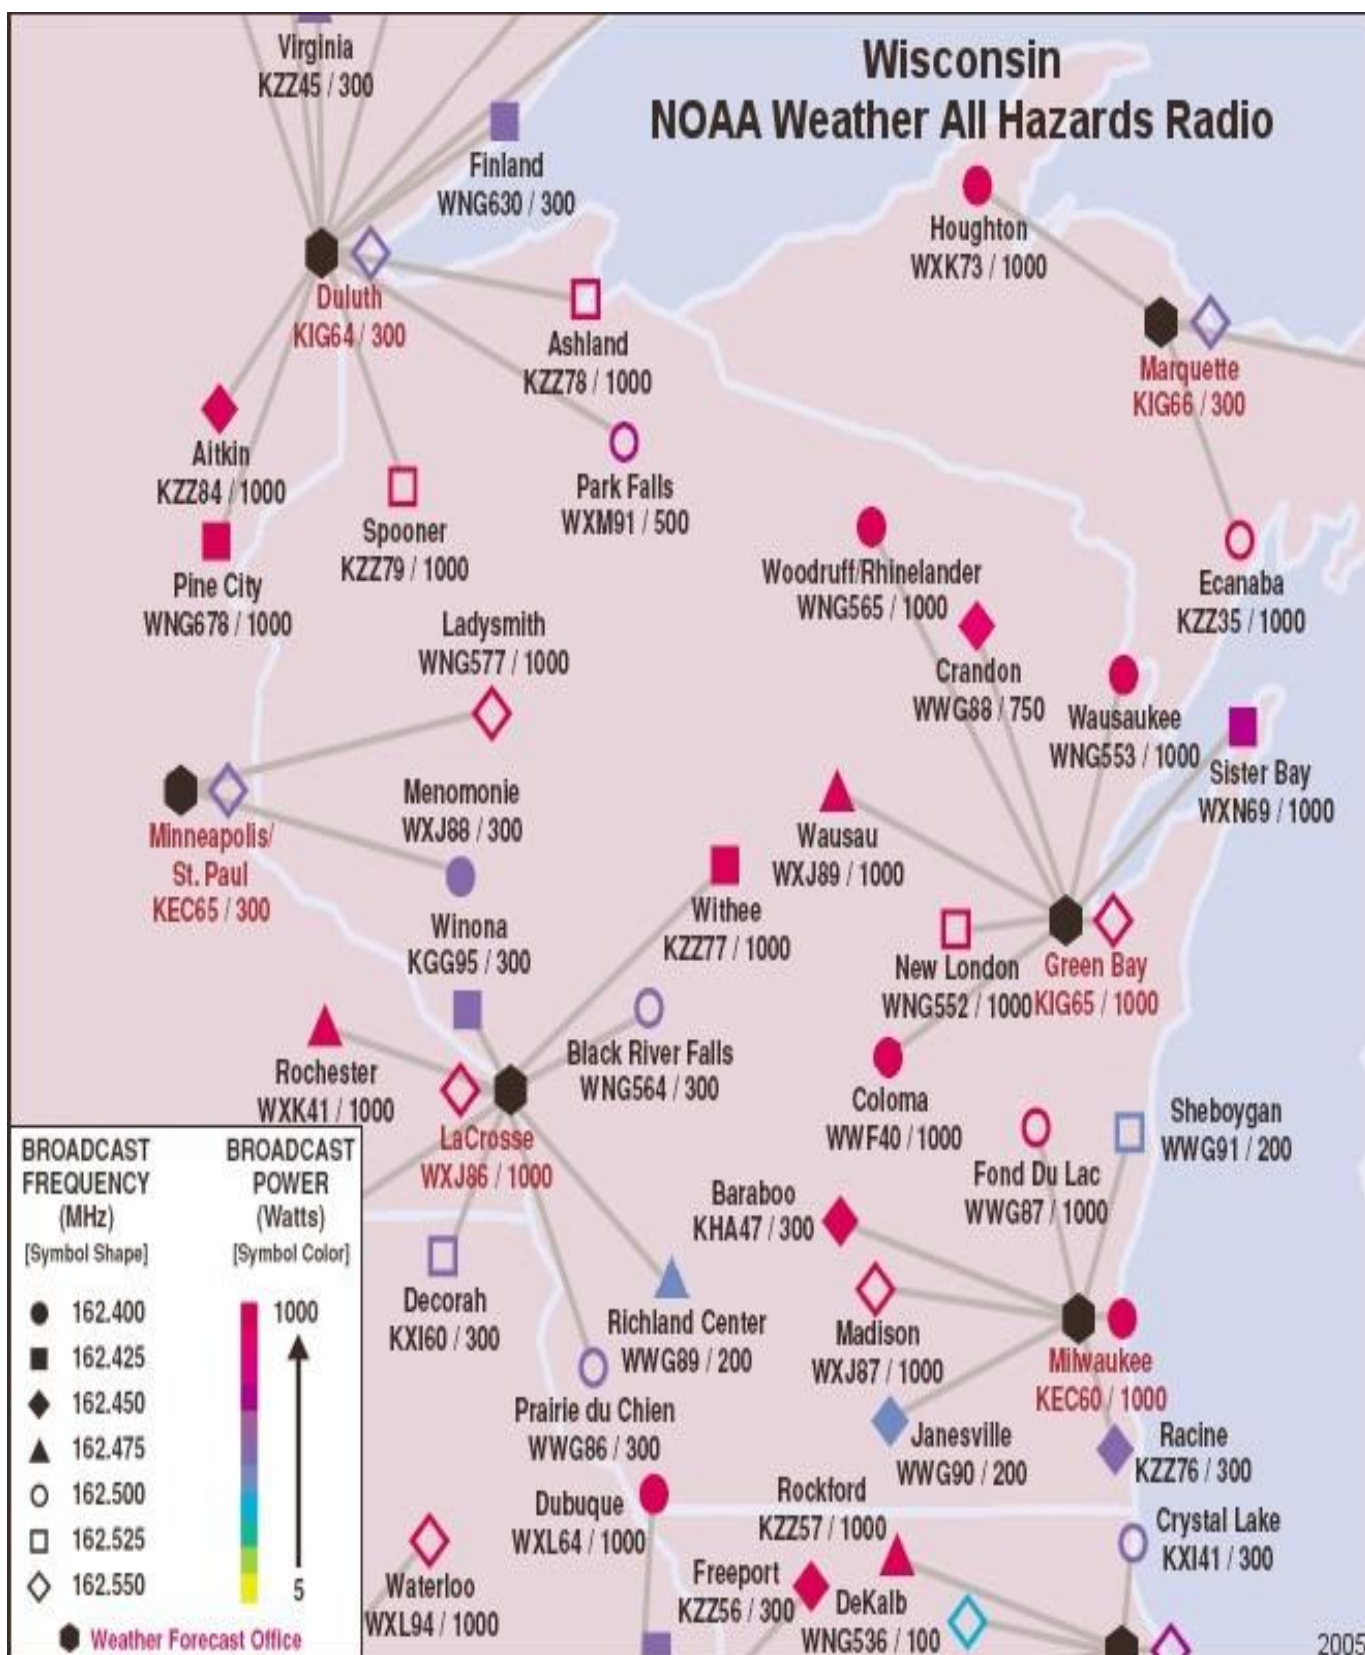 Wisconsin
NOAA Weather All Hazards Radio
Virginia
KZZ45 / 300
Finland
WNG630 / 300
Houghton
WXK73 / 1000
Duluth
KIG64 / 300
Ashland
KZZ78 / 1000
Marquette
KIG66 / 300
Aitkin
KZZ84 / 1000
Park Falls
WXM91 / 500
Spooner
KZZ79 / 1000
Pine City
WNG678 / 1000
Woodruff/Rhinelander
WNG565 / 1000
Ecanaba
KZZ35 / 1000
Ladysmith
WNG577 / 1000
Crandon
WWG88 / 750
Wausaukee
WNG553 / 1000
Sister Bay
WXN69 / 1000
Menomonie
WXJ88 / 300
Minneapolis/
St. Paul
KEC65 / 300
Wausau
WXJ89 / 1000
Winona
KGG95 / 300
Withee
KZZ77 / 1000
New London
WNG552 / 1000
Green Bay
KIG65 / 1000
Rochester
WXK41 / 1000
Black River Falls
WNG564 / 300
Coloma
WWF40 / 1000
Sheboygan
WWG91 / 200
LaCrosse
WXJ86 / 1000
Fond Du Lac
WWG87 / 1000
Baraboo
KHA47 / 300
Decorah
KXI60 / 300
Richland Center
WWG89 / 200
Madison
WXJ87 / 1000
Milwaukee
KEC60 / 1000
Prairie du Chien
WWG86 / 300
Janesville
WWG90 / 200
Racine
KZZ76 / 300
Dubuque
WXL64 / 1000
Rockford
KZZ57 / 1000
Crystal Lake
KXI41 / 300
Waterloo
WXL94 / 1000
Freeport
KZZ56 / 300
DeKalb
WNG536 / 100
BROADCAST
FREQUENCY
(MHz)
[Symbol Shape]
162.400
162.425
162.450
162.475
162.500
162.525
162.550
BROADCAST
POWER
(Watts)
[Symbol Color]
1000
5
Weather Forecast Office
2005